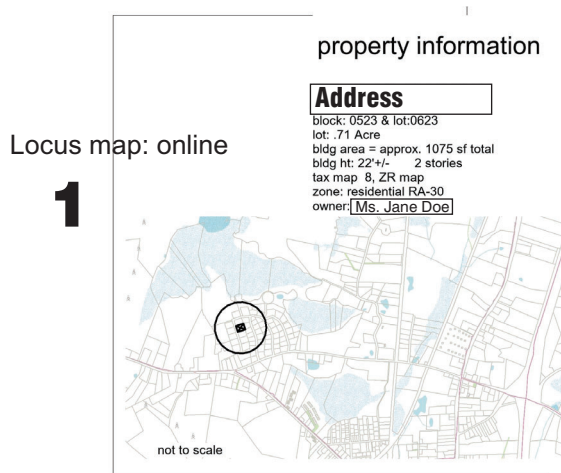 property information
Address
block: 0523 & lot:0623
lot: .71 Acre
bldg area = approx. 1075 sf total
bldg ht: 22'+/- 2 stories
tax map 8, ZR map
zone: residential RA-30
owner: Ms. Jane Doe
Locus map: online
1
not to scale